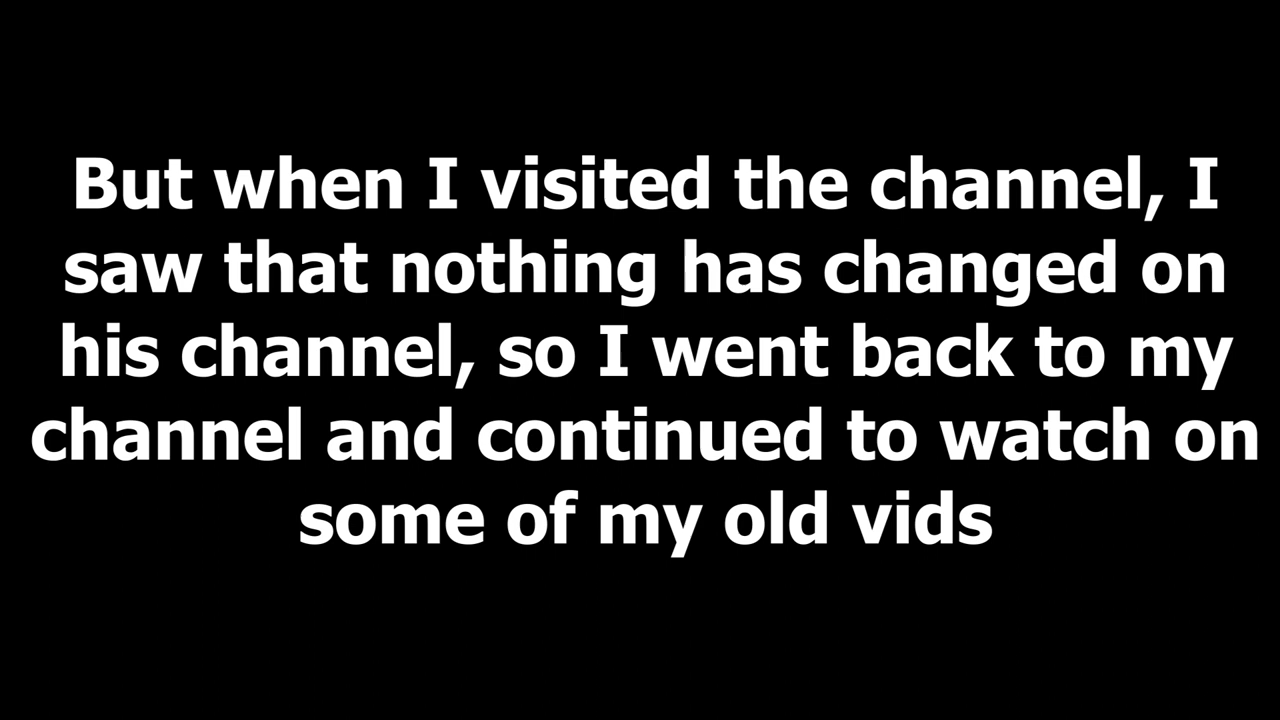 But when I visited the channel, I
saw that nothing has changed on
his channel, so I went back to my
channel and continued to watch on
some of my old vids